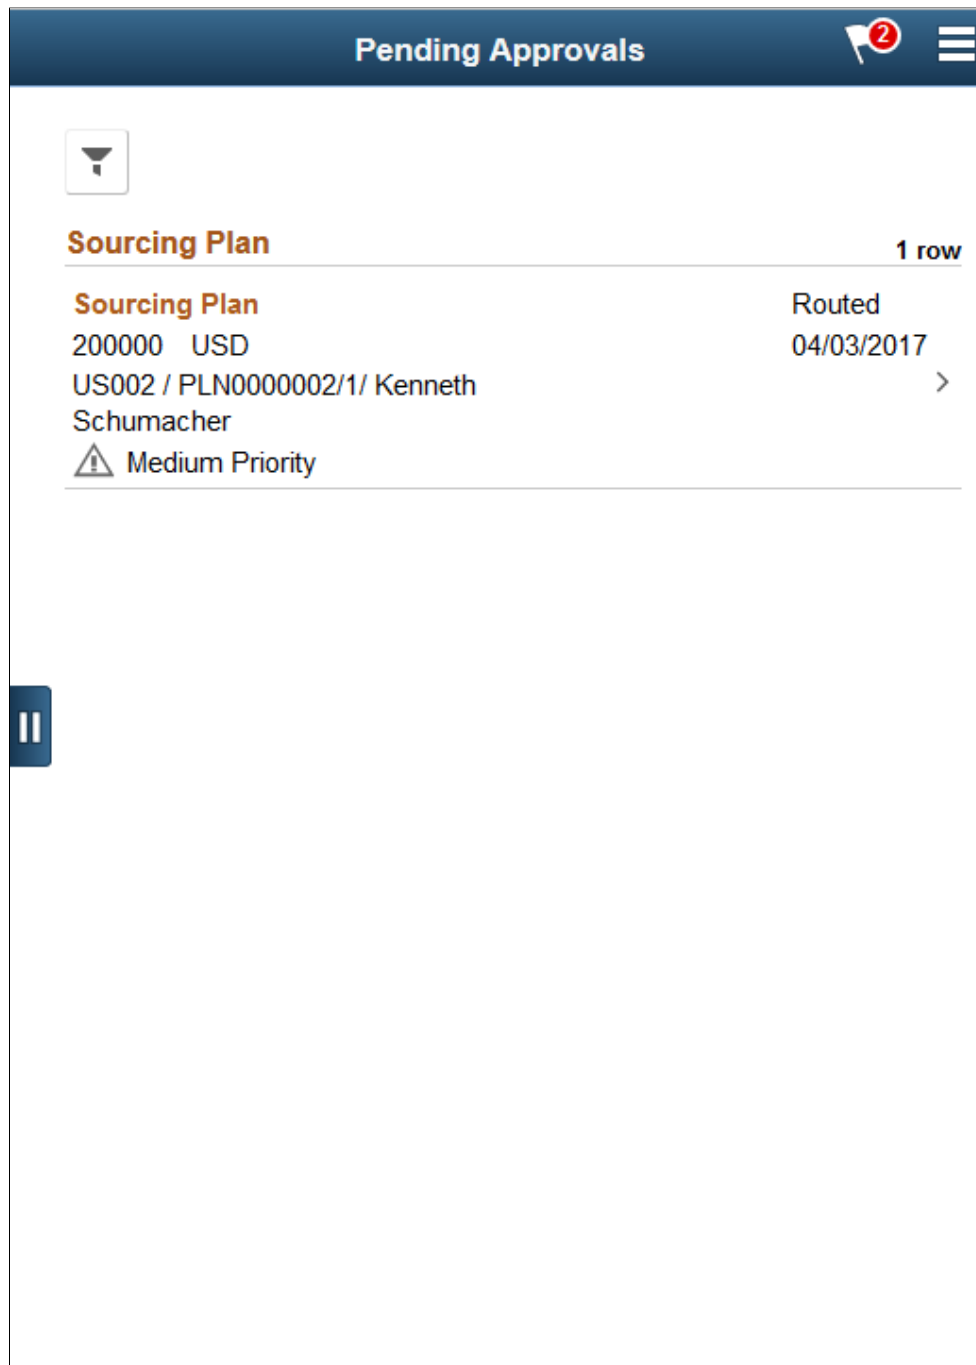 Pending Approvals
2
Sourcing Plan
1 row
Sourcing Plan
Routed
200000 USD
04/03/2017
US002 / PLN0000002/1/ Kenneth
Schumacher
Medium Priority